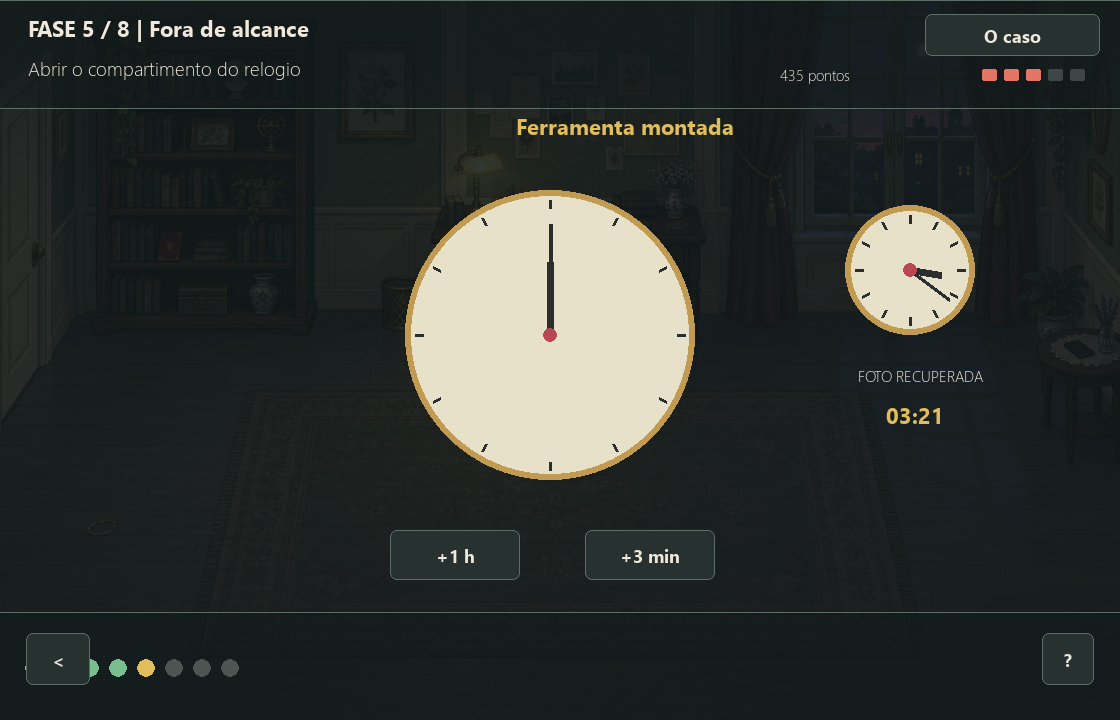 FASE 5 / 8 | Fora de alcance
O caso
Abrir o compartimento do relogio
435 pontos
Ferramenta montada
FOTO RECUPERADA
03:21
+1 h
+3 min
<
?